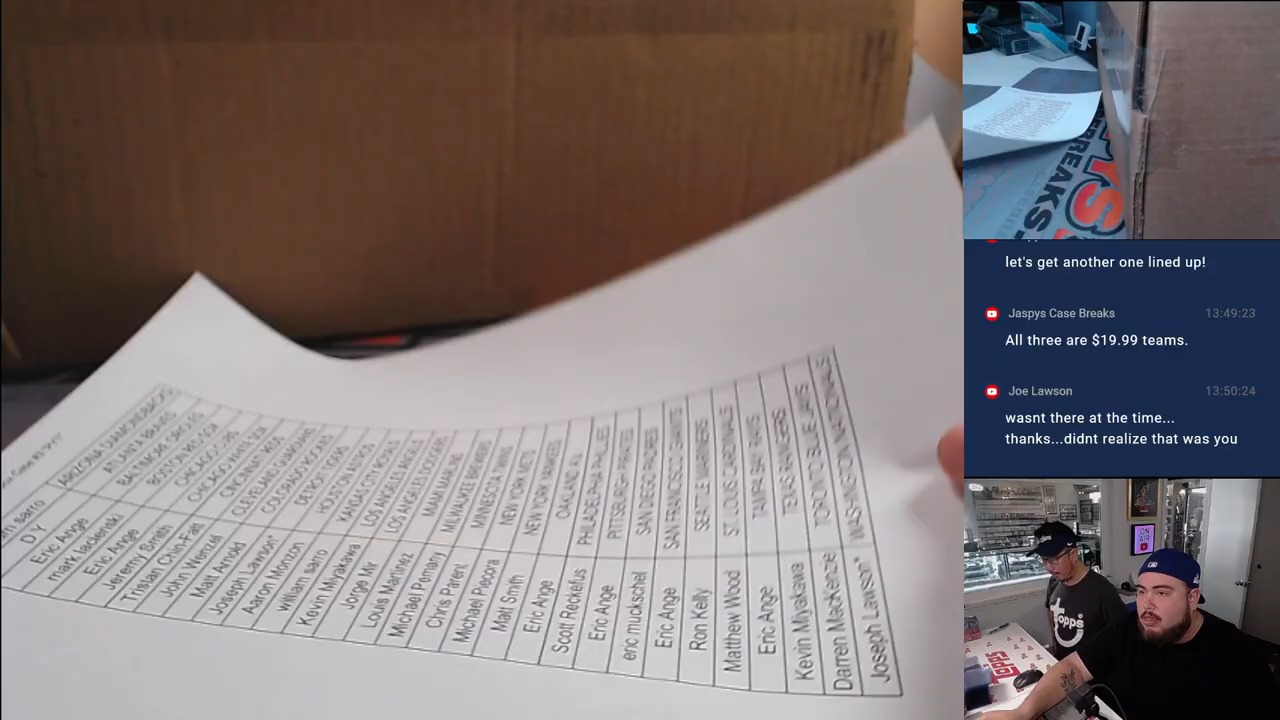 ARIZONA DIAMONDBACKS
ATLANTA BRAVES
D Y
BALTIMORE ORIOLES
Eric Ange
BOSTON RED SOX
mark ladenski
CHICAGO CUBS
Eric Ange
CHICAGO WHITE SOX
Jeremy Smith
CINCINNATI REDS
Tristan Chin-Fatt
CLEVELAND GUARDIANS
John Wenzel
COLORADO ROCKIES
Matt Arnold
DETROIT TIGERS
Joseph Lawson*
HOUSTON ASTROS
Aaron Monzon
KANSAS CITY ROYALS
william sarro
LOS ANGELES ANGELS
Kevin Miyakawa
LOS ANGELES DODGERS
MIAMI MARLINS
Louis Martinez
MILWAUKEE BREWERS
MINNESOTA TWINS
Chris Parent
NEW YORK METS
Michael Pecora
NEW YORK YANKEES
Matt Smith
OAKLAND A's
Eric Ange
PHILADELPHIA PHILLIES
Scott Reckefus
PITTSBURGH PIRATES
Eric Ange
SAN DIEGO PADRES
eric muckschel
SAN FRANCISCO GIANTS
Eric Ange
SEATTLE MARINERS
Ron Kelly
ST. LOUIS CARDINALS
Matthew Wood
TAMPA BAY RAYS
Eric Ange
TEXAS RANGERS
Kevin Miyakawa
TORONTO BLUE JAYS
Darren MacKenzie
WASHINGTON NATIONALS
Joseph Lawson*
BREAKS
let's get another one lined up!
Jaspys Case Breaks 13:49:23
All three are $19.99 teams.
Joe Lawson 13:50:24
wasnt there at the time...
thanks...didnt realize that was you
ON AIR
topps
topps